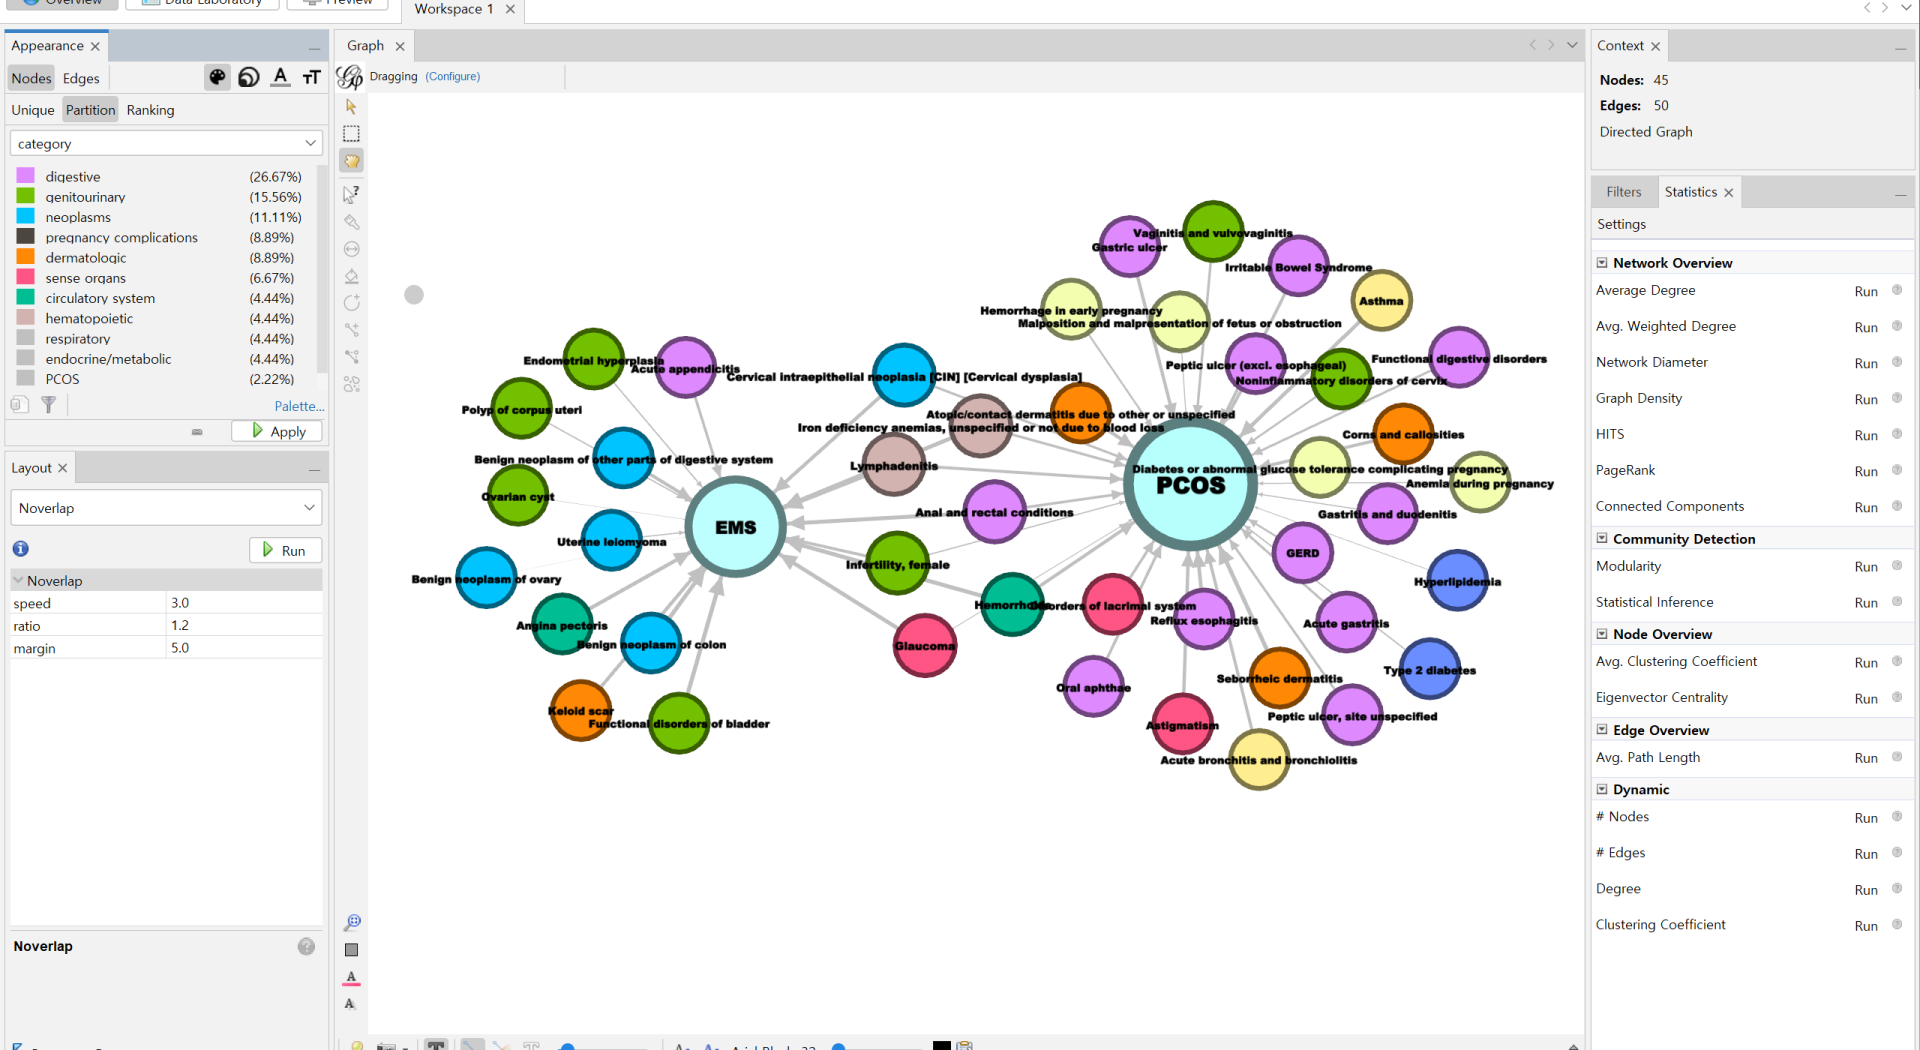 Overview
Data Laboratory
Preview
Workspace 1
Appearance
Nodes Edges
Unique Partition Ranking
category
digestive (26.67%)
genitourinary (15.56%)
neoplasms (11.11%)
pregnancy complications (8.89%)
dermatologic (8.89%)
sense organs (6.67%)
circulatory system (4.44%)
hematopoietic (4.44%)
respiratory (4.44%)
endocrine/metabolic (4.44%)
PCOS (2.22%)
Palette...
Apply
Layout
Noverlap
Run
Noverlap
speed 3.0
ratio 1.2
margin 5.0
Noverlap
Graph
Dragging (Configure)
Vaginitis and vulvovaginitis
Gastric ulcer
Irritable Bowel Syndrome
Asthma
Hemorrhage in early pregnancy
Malposition and malpresentation of fetus or obstruction
Endometrial hyperplasia
Acute appendicitis
Functional digestive disorders
Peptic ulcer (excl. esophageal)
Cervical intraepithelial neoplasia [CIN] [Cervical dysplasia]
Noninflammatory disorders of cervix
Polyp of corpus uteri
Atopic/contact dermatitis due to other or unspecified
Iron deficiency anemias, unspecified or not due to blood loss
Corns and callosities
Benign neoplasm of other parts of digestive system
Lymphadenitis
Diabetes or abnormal glucose tolerance complicating pregnancy
PCOS
Anemia during pregnancy
Ovarian cyst
Anal and rectal conditions
Gastritis and duodenitis
EMS
Uterine leiomyoma
GERD
Infertility, female
Benign neoplasm of ovary
Hyperlipidemia
Hemorrhoids
Disorders of lacrimal system
Angina pectoris
Reflux esophagitis
Acute gastritis
Benign neoplasm of colon
Glaucoma
Type 2 diabetes
Seborrheic dermatitis
Oral aphthae
Keloid scar
Functional disorders of bladder
Peptic ulcer, site unspecified
Astigmatism
Acute bronchitis and bronchiolitis
Context
Nodes: 45
Edges: 50
Directed Graph
Filters Statistics
Settings
Network Overview
Average Degree Run
Avg. Weighted Degree Run
Network Diameter Run
Graph Density Run
HITS Run
PageRank Run
Connected Components Run
Community Detection
Modularity Run
Statistical Inference Run
Node Overview
Avg. Clustering Coefficient Run
Eigenvector Centrality Run
Edge Overview
Avg. Path Length Run
Dynamic
# Nodes Run
# Edges Run
Degree Run
Clustering Coefficient Run